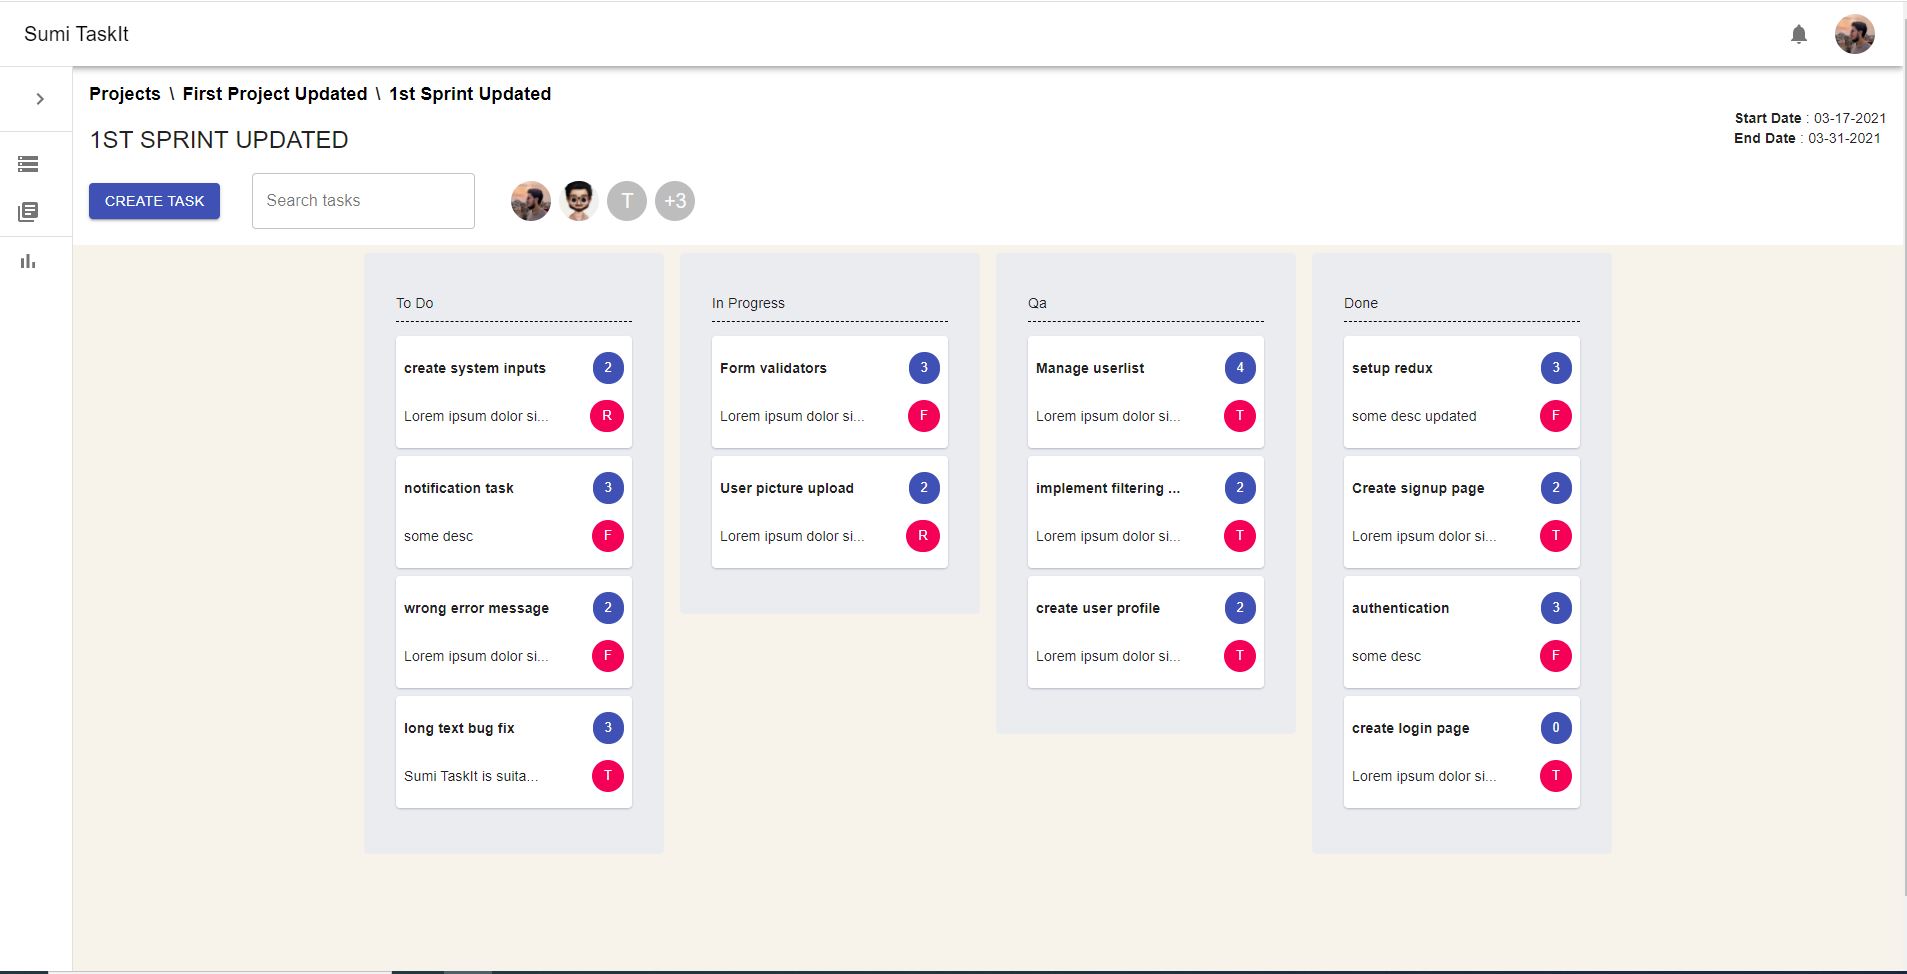 Sumi TaskIt
Projects \ First Project Updated \ 1st Sprint Updated
Start Date : 03-17-2021
End Date : 03-31-2021
1ST SPRINT UPDATED
CREATE TASK
Search tasks
T
+3
To Do
create system inputs
2
Lorem ipsum dolor si...
R
notification task
3
some desc
F
wrong error message
2
Lorem ipsum dolor si...
F
long text bug fix
3
Sumi TaskIt is suita...
T
In Progress
Form validators
3
Lorem ipsum dolor si...
F
User picture upload
2
Lorem ipsum dolor si...
R
Qa
Manage userlist
4
Lorem ipsum dolor si...
T
implement filtering ...
2
Lorem ipsum dolor si...
T
create user profile
2
Lorem ipsum dolor si...
T
Done
setup redux
3
some desc updated
F
Create signup page
2
Lorem ipsum dolor si...
T
authentication
3
some desc
F
create login page
0
Lorem ipsum dolor si...
T